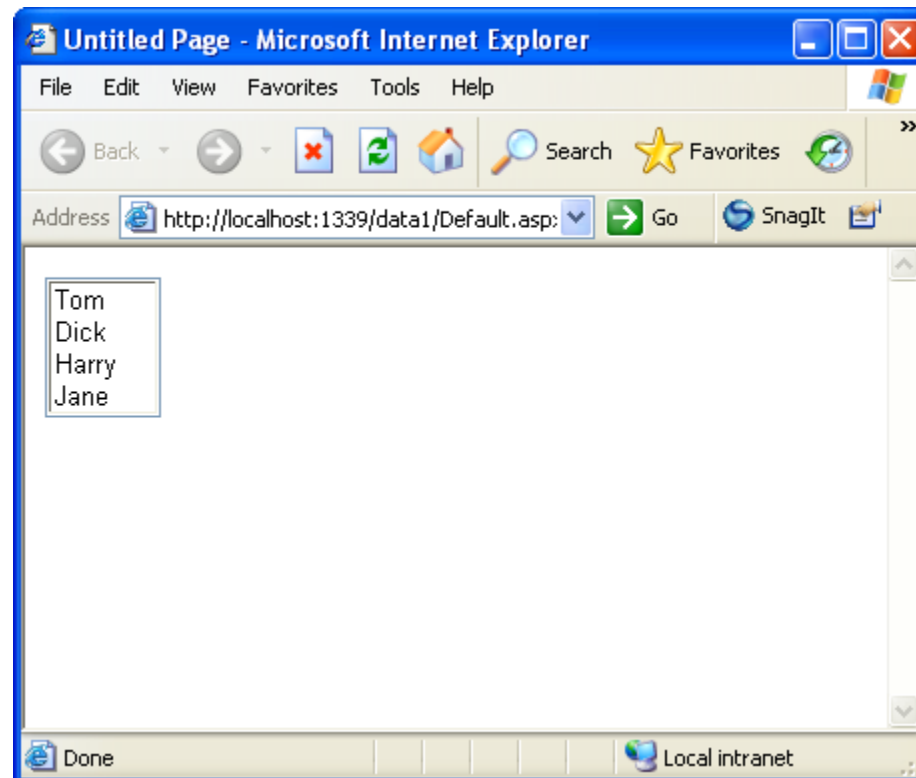 Untitled Page - Microsoft Internet Explorer
File Edit View Favorites Tools Help
Back Search Favorites »
Address http://localhost:1339/data1/Default.asp Go SnagIt
Tom
Dick
Harry
Jane
Done Local intranet